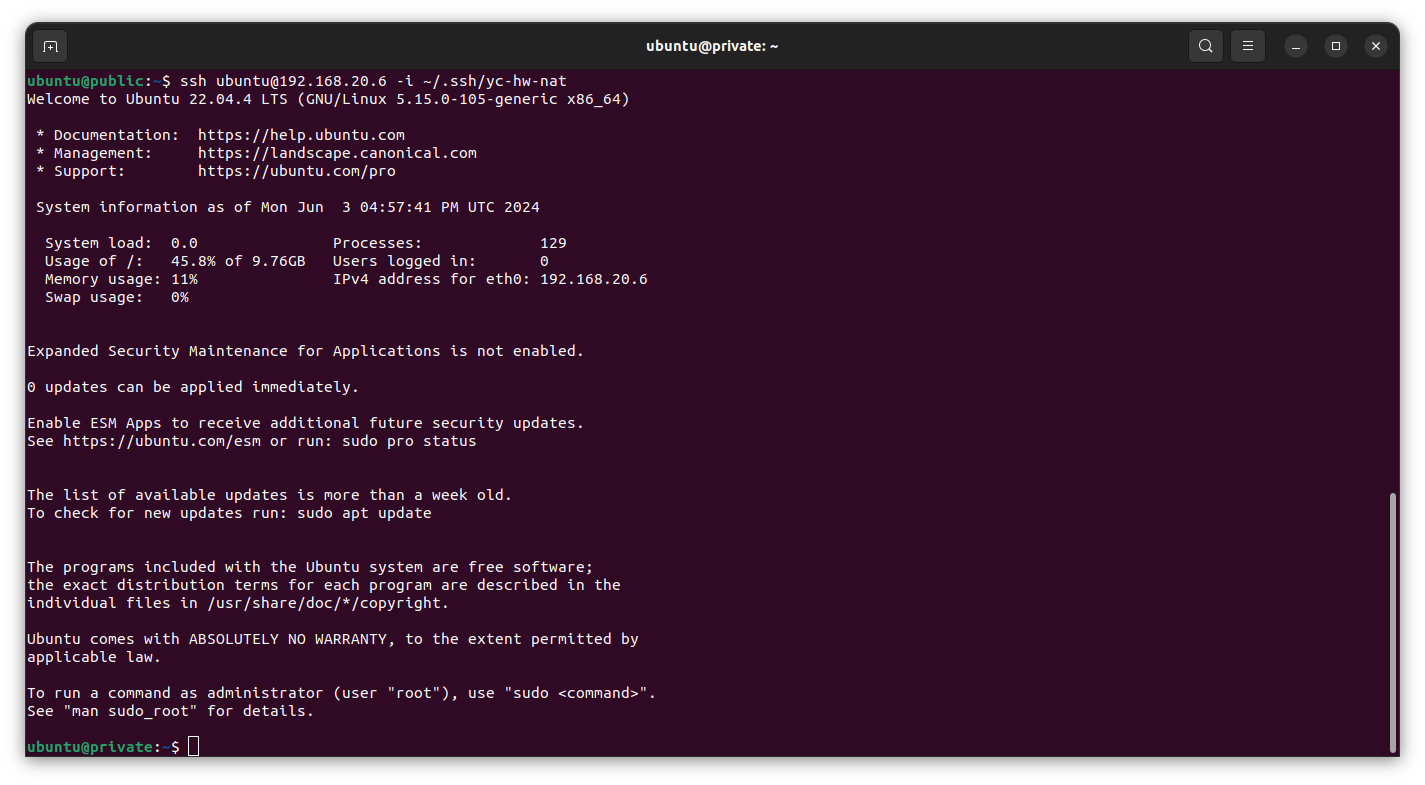 ubuntu@private: ~
ubuntu@public:~$ ssh ubuntu@192.168.20.6 -i ~/.ssh/yc-hw-nat
Welcome to Ubuntu 22.04.4 LTS (GNU/Linux 5.15.0-105-generic x86_64)
 * Documentation:  https://help.ubuntu.com
 * Management:     https://landscape.canonical.com
 * Support:        https://ubuntu.com/pro
 System information as of Mon Jun  3 04:57:41 PM UTC 2024
  System load:  0.0               Processes:             129
  Usage of /:   45.8% of 9.76GB   Users logged in:       0
  Memory usage: 11%               IPv4 address for eth0: 192.168.20.6
  Swap usage:   0%
Expanded Security Maintenance for Applications is not enabled.
0 updates can be applied immediately.
Enable ESM Apps to receive additional future security updates.
See https://ubuntu.com/esm or run: sudo pro status
The list of available updates is more than a week old.
To check for new updates run: sudo apt update
The programs included with the Ubuntu system are free software;
the exact distribution terms for each program are described in the
individual files in /usr/share/doc/*/copyright.
Ubuntu comes with ABSOLUTELY NO WARRANTY, to the extent permitted by
applicable law.
To run a command as administrator (user "root"), use "sudo <command>".
See "man sudo_root" for details.
ubuntu@private:~$